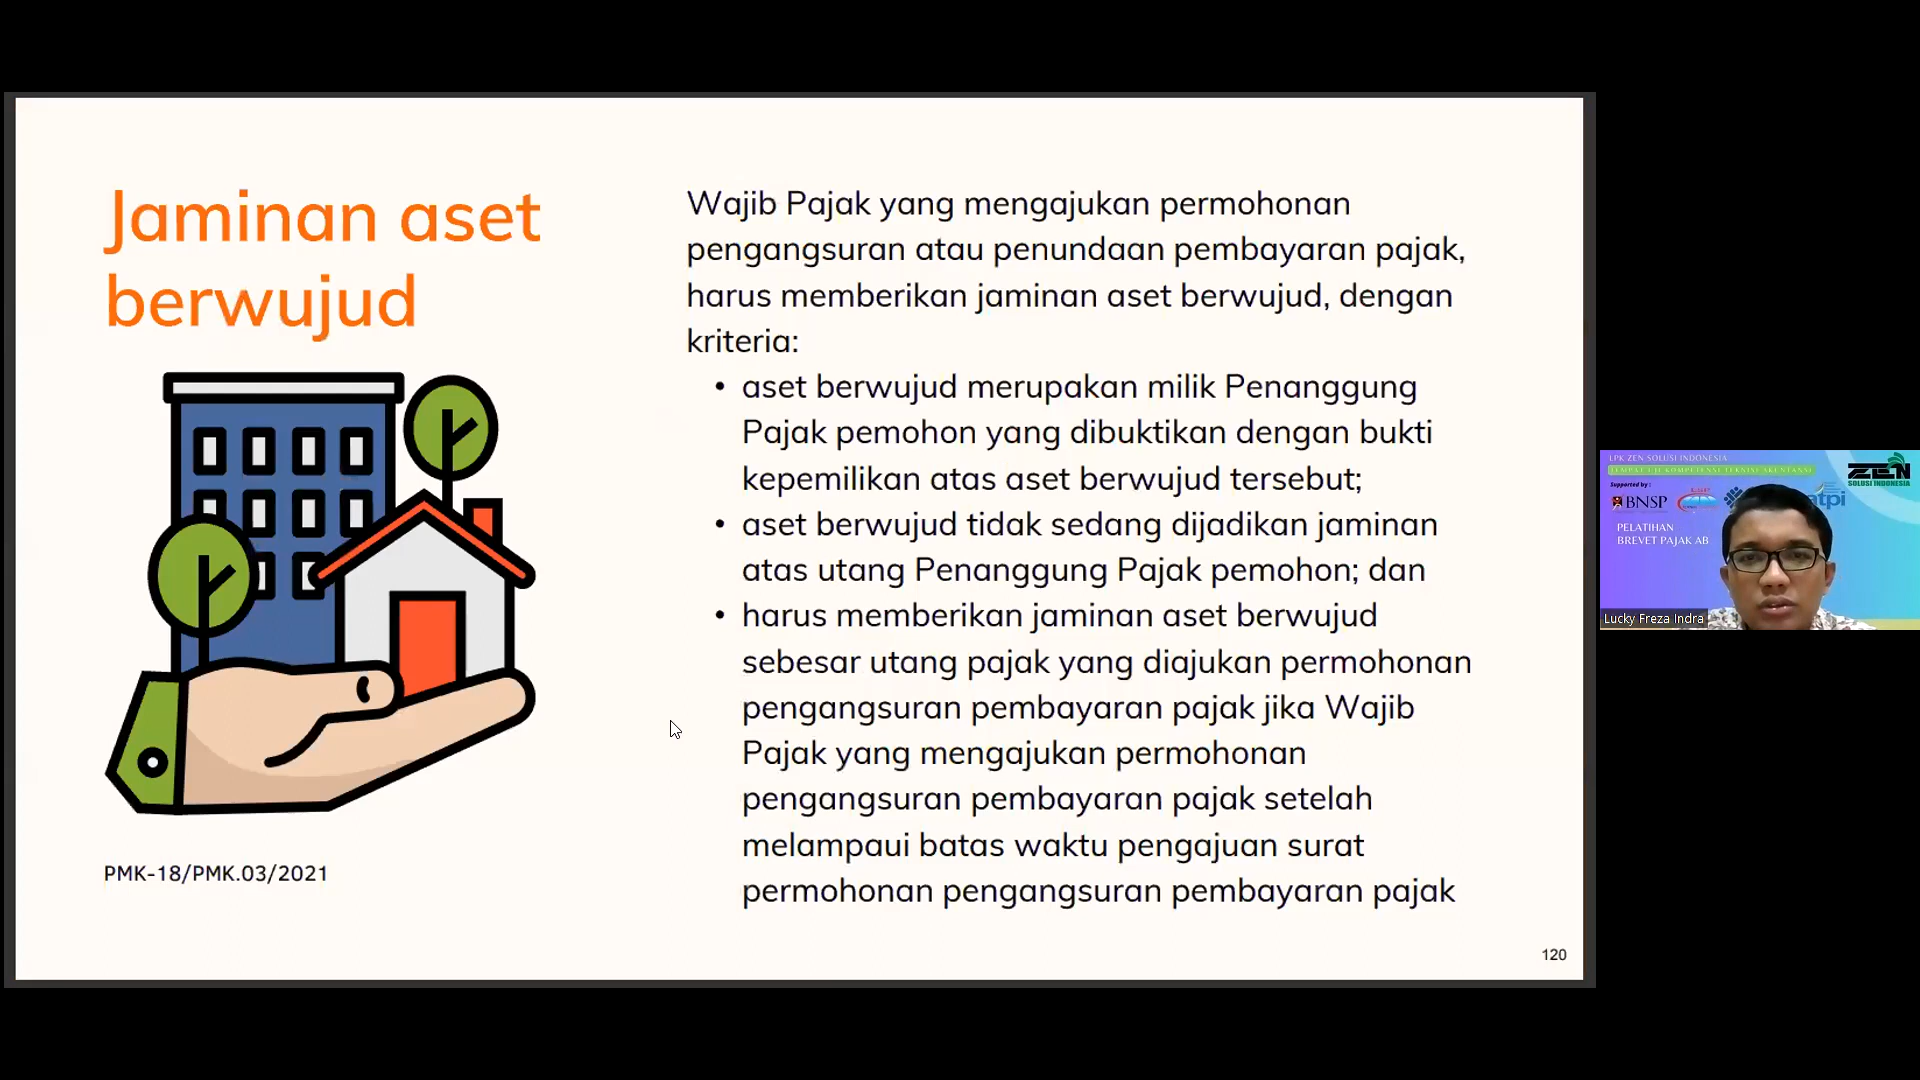 Jaminan aset
berwujud
PMK-18/PMK.03/2021
Wajib Pajak yang mengajukan permohonan
pengangsuran atau penundaan pembayaran pajak,
harus memberikan jaminan aset berwujud, dengan
kriteria:
• aset berwujud merupakan milik Penanggung
Pajak pemohon yang dibuktikan dengan bukti
kepemilikan atas aset berwujud tersebut;
• aset berwujud tidak sedang dijadikan jaminan
atas utang Penanggung Pajak pemohon; dan
• harus memberikan jaminan aset berwujud
sebesar utang pajak yang diajukan permohonan
pengangsuran pembayaran pajak jika Wajib
Pajak yang mengajukan permohonan
pengangsuran pembayaran pajak setelah
melampaui batas waktu pengajuan surat
permohonan pengangsuran pembayaran pajak
120
LPK ZEN SOLUSI INDONESIA
TEMPAT UJI KOMPETENSI TEKNISI AKUNTANSI
ZEN
SOLUSI INDONESIA
Supported by :
BNSP
atpi
PELATIHAN
BREVET PAJAK AB
Lucky Freza Indra